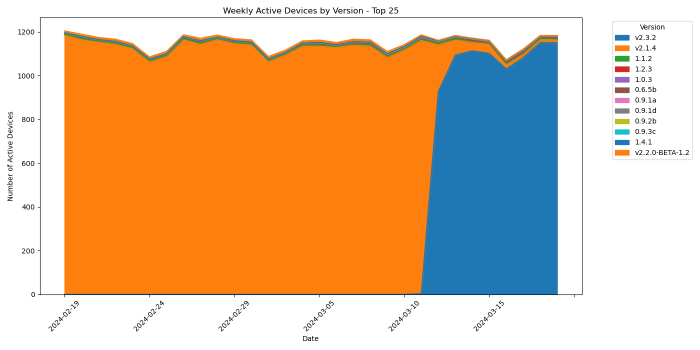 Weekly Active Devices by Version - Top 25
Number of Active Devices
1200
1000
800
600
400
200
0
2024-02-19
2024-02-24
2024-02-29
2024-03-05
2024-03-10
2024-03-15
Date
Version
v2.3.2
v2.1.4
1.1.2
1.2.3
1.0.3
0.6.5b
0.9.1a
0.9.1d
0.9.2b
0.9.3c
1.4.1
v2.2.0-BETA-1.2